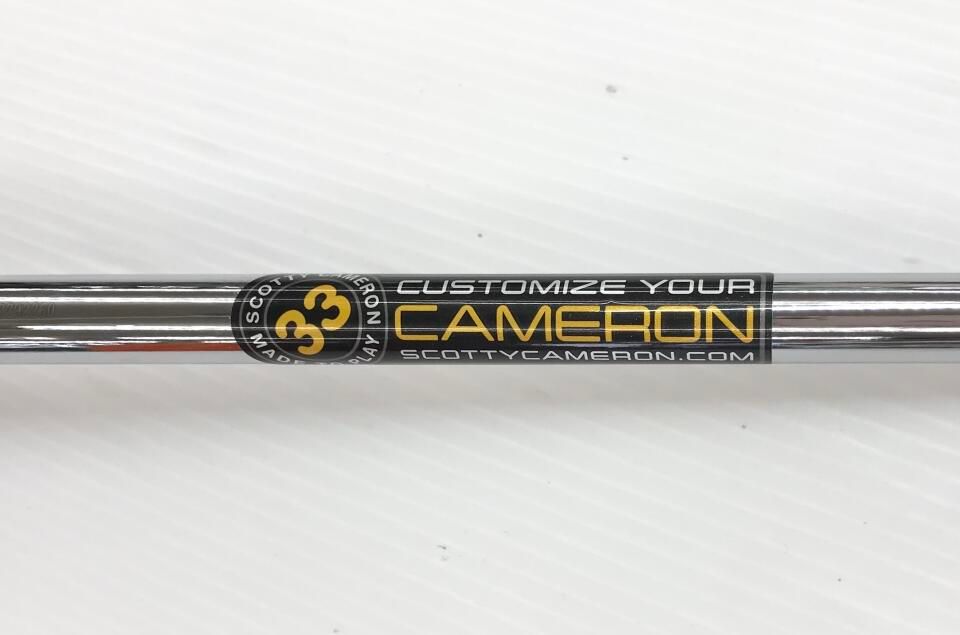 SCOTTY CAMERON
33
MADE TO PLAY
CUSTOMIZE YOUR
CAMERON
SCOTTYCAMERON.COM